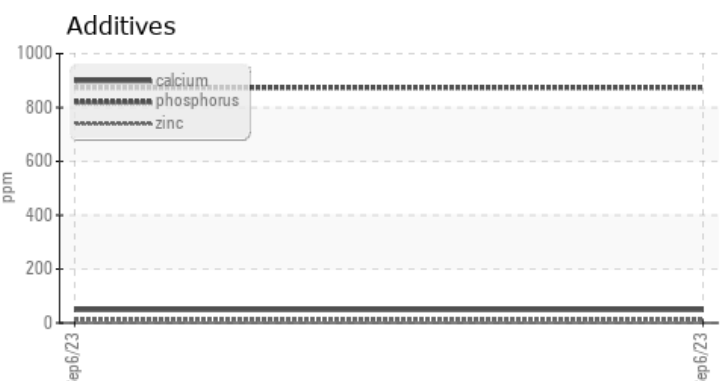 Additives
1000
800
600
400
200
0
ppm
calcium
phosphorus
zinc
ep6/23
ep6/23